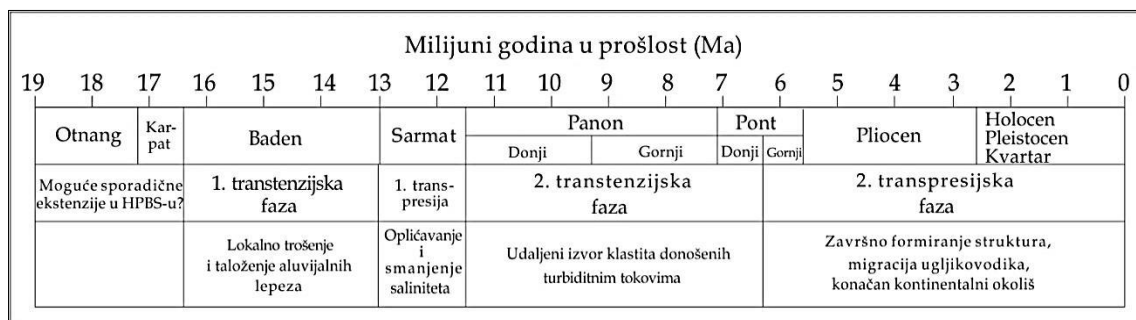 Milijuni godina u prošlost (Ma)
19 18 17 16 15 14 13 12 11 10 9 8 7 6 5 4 3 2 1 0
Otnang
Kar-
pat
Baden
Sarmat
Panon
Donji
Gornji
Pont
Donji
Gornji
Pliocen
Holocen
Pleistocen
Kvartar
Moguće sporadične
ekstenzije u HPBS-u?
1. transtenzijska
faza
1. trans-
presija
2. transtenzijska
faza
2. transpresijska
faza
Lokalno trošenje
i taloženje aluvijalnih
lepeza
Oplićavanje
i
smanjenje
saliniteta
Udaljeni izvor klastita donošenih
turbiditnim tokovima
Završno formiranje struktura,
migracija ugljikovodika,
konačan kontinentalni okoliš